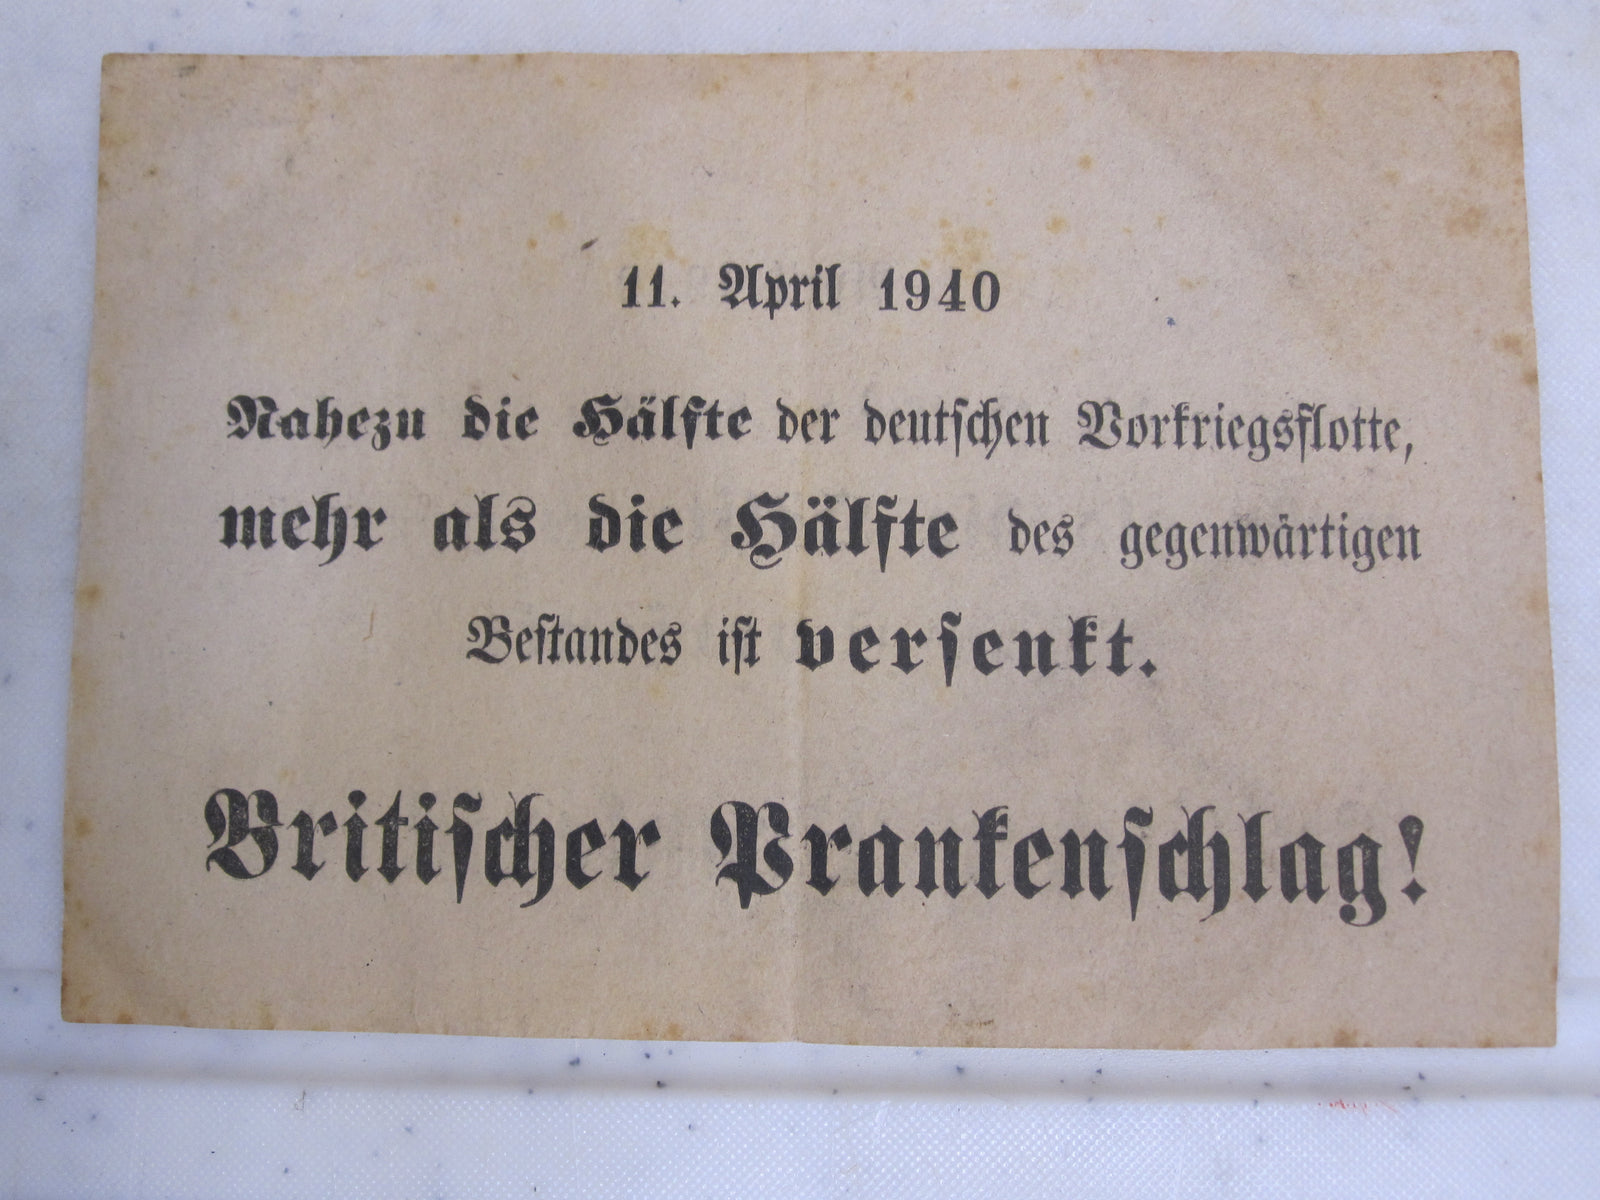 11. April 1940
Nahezu die Hälfte der deutschen Vorkriegsflotte,
mehr als die Hälfte des gegenwärtigen
Bestandes ist versenkt.
Britischer Prankenschlag!